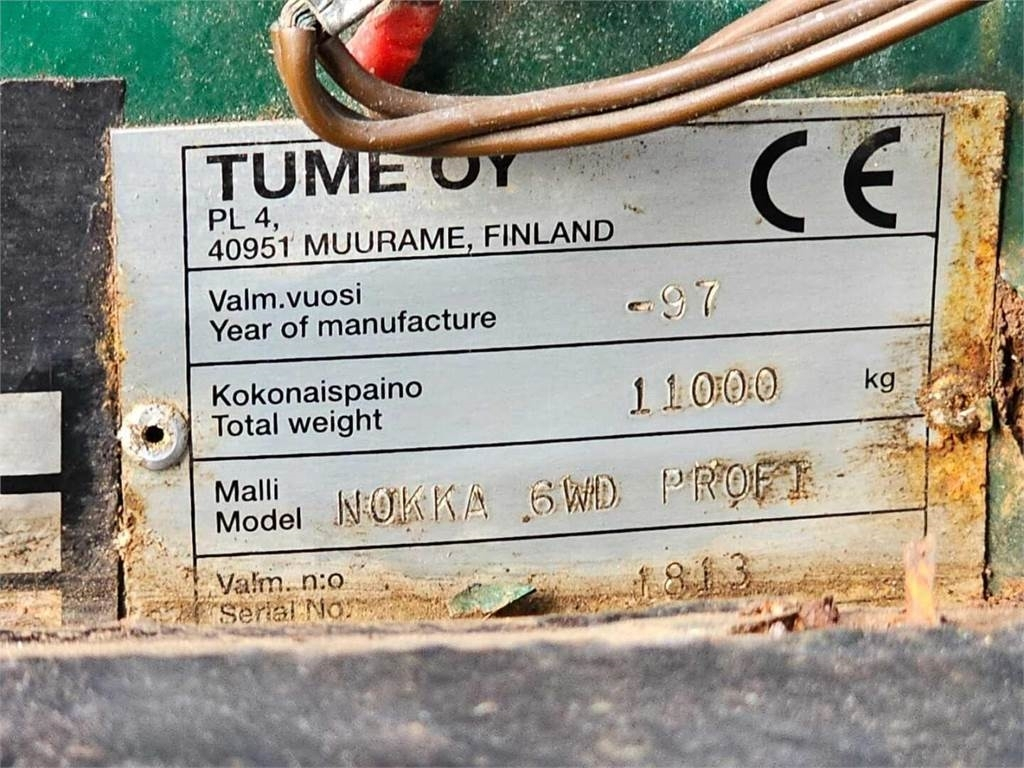 TUME OY CE
PL 4,
40951 MUURAME, FINLAND
Valm.vuosi
Year of manufacture -97
Kokonaispaino
Total weight 11000 kg
Malli
Model NOKKA 6WD PROFI
Valm. n:o
Serial No: 1813